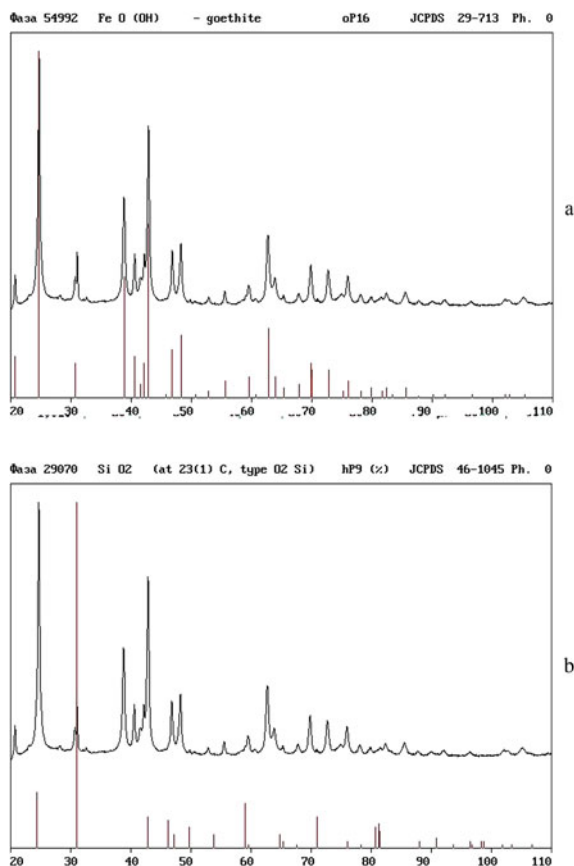 Фаза 54992 Fe O (OH) - goethite oP16 JCPDS 29-713 Ph. 0
a
20 30 40 50 60 70 80 90 100 110
Фаза 29070 Si O2 (at 23(1) C, type O2 Si) hP9 (%) JCPDS 46-1045 Ph. 0
b
20 30 40 50 60 70 80 90 100 110